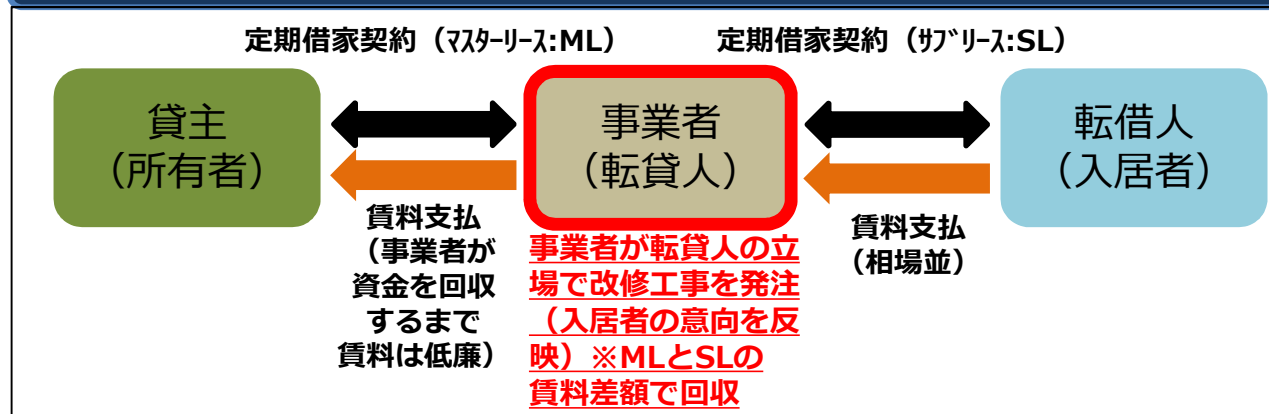 定期借家契約（ﾏｽﾀｰﾘｰｽ:ML）
定期借家契約（ｻﾌﾞﾘｰｽ:SL）
貸主
（所有者）
事業者
（転貸人）
転借人
（入居者）
賃料支払
（事業者が
資金を回収
するまで
賃料は低廉）
事業者が転貸人の立
場で改修工事を発注
（入居者の意向を反
映）※MLとSLの
賃料差額で回収
賃料支払
（相場並）